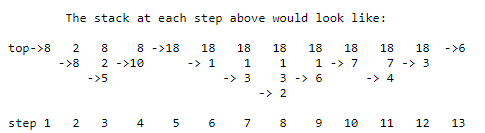 The stack at each step above would look like:
top->8 2 8 8 ->18 18 18 18 18 18 18 18 ->6
->8 2 ->10 -> 1 1 1 1 -> 7 7 -> 3
->5 -> 3 3 -> 6 -> 4
-> 2
step 1 2 3 4 5 6 7 8 9 10 11 12 13